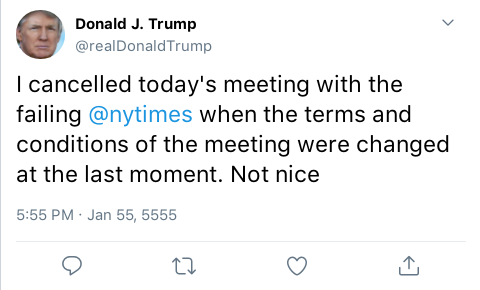 Donald J. Trump
@realDonaldTrump
I cancelled today's meeting with the
failing @nytimes when the terms and
conditions of the meeting were changed
at the last moment. Not nice
5:55 PM · Jan 55, 5555